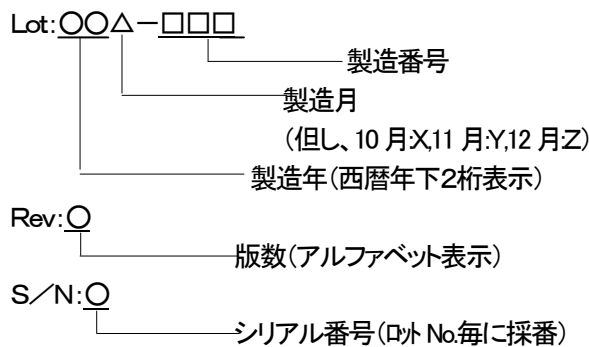 Lot:○○△－□□□
製造番号
製造月
(但し、10月:X,11月:Y,12月:Z)
製造年(西暦年下2桁表示)
Rev:○
版数(アルファベット表示)
S／N:○
シリアル番号(ロット No.毎に採番)